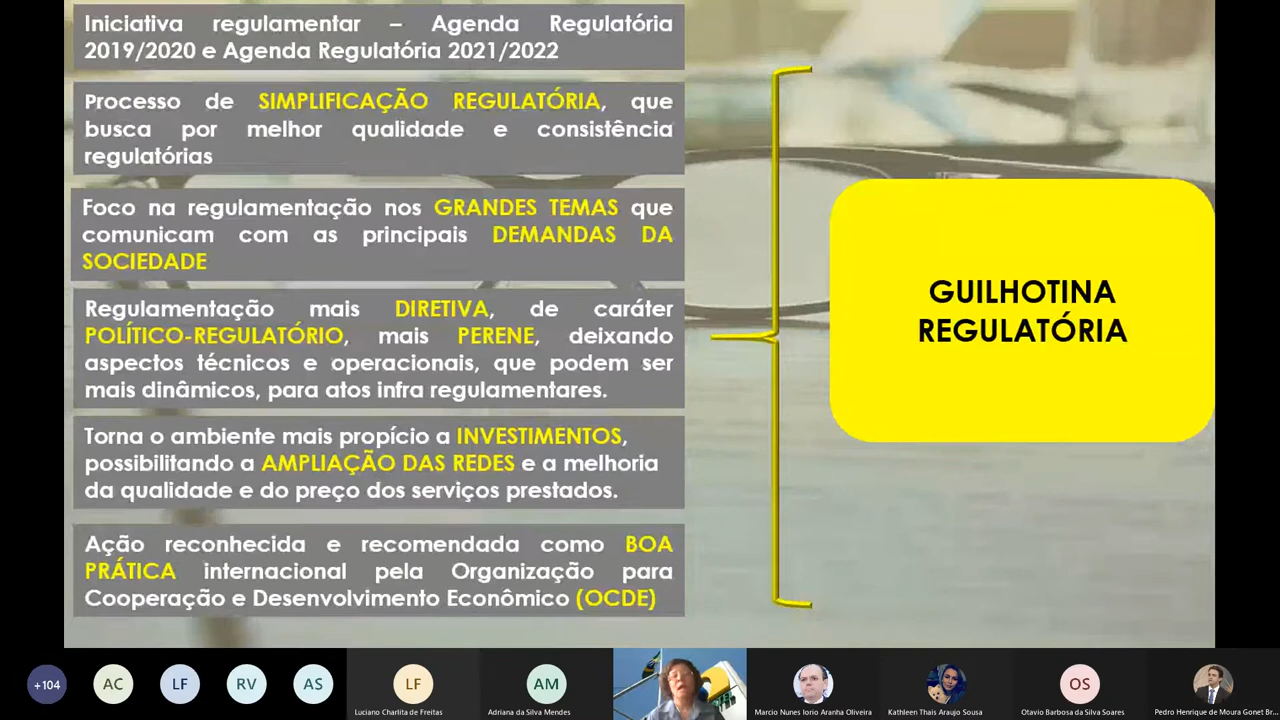 Iniciativa regulamentar – Agenda Regulatória
2019/2020 e Agenda Regulatória 2021/2022
Processo de SIMPLIFICAÇÃO REGULATÓRIA, que
busca por melhor qualidade e consistência
regulatórias
Foco na regulamentação nos GRANDES TEMAS que
comunicam com as principais DEMANDAS DA
SOCIEDADE
Regulamentação mais DIRETIVA, de caráter
POLÍTICO-REGULATÓRIO, mais PERENE, deixando
aspectos técnicos e operacionais, que podem ser
mais dinâmicos, para atos infra regulamentares.
Torna o ambiente mais propício a INVESTIMENTOS,
possibilitando a AMPLIAÇÃO DAS REDES e a melhoria
da qualidade e do preço dos serviços prestados.
Ação reconhecida e recomendada como BOA
PRÁTICA internacional pela Organização para
Cooperação e Desenvolvimento Econômico (OCDE)
GUILHOTINA
REGULATÓRIA
+104
AC
LF
RV
AS
LF
Luciano Charlita de Freitas
AM
Adriana da Silva Mendes
Marcio Nunes Iorio Aranha Oliveira
Kathleen Thais Araujo Sousa
OS
Otavio Barbosa da Silva Soares
Pedro Henrique de Moura Gonet Br...